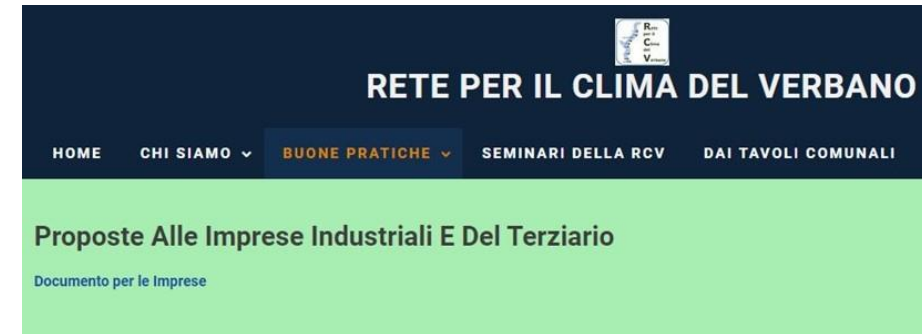 RETE PER IL CLIMA DEL VERBANO
HOME CHI SIAMO BUONE PRATICHE SEMINARI DELLA RCV DAI TAVOLI COMUNALI
Proposte Alle Imprese Industriali E Del Terziario
Documento per le Imprese